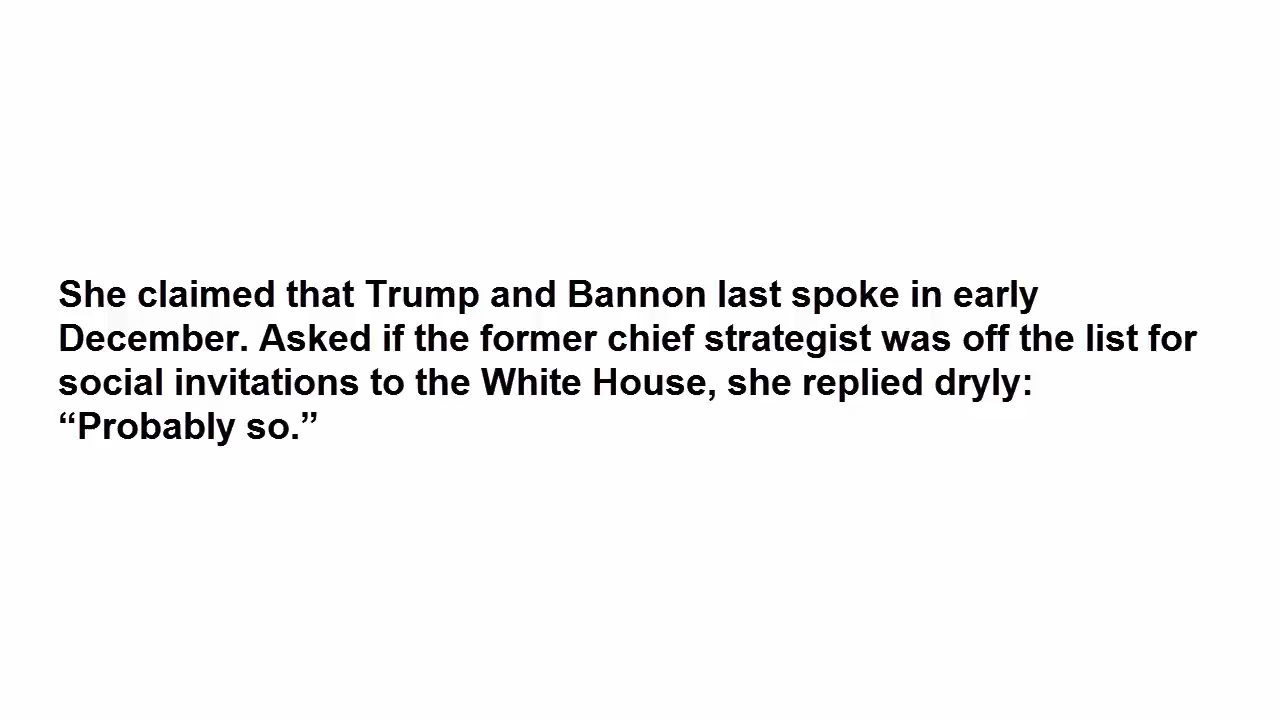 She claimed that Trump and Bannon last spoke in early
December. Asked if the former chief strategist was off the list for
social invitations to the White House, she replied dryly:
“Probably so.”